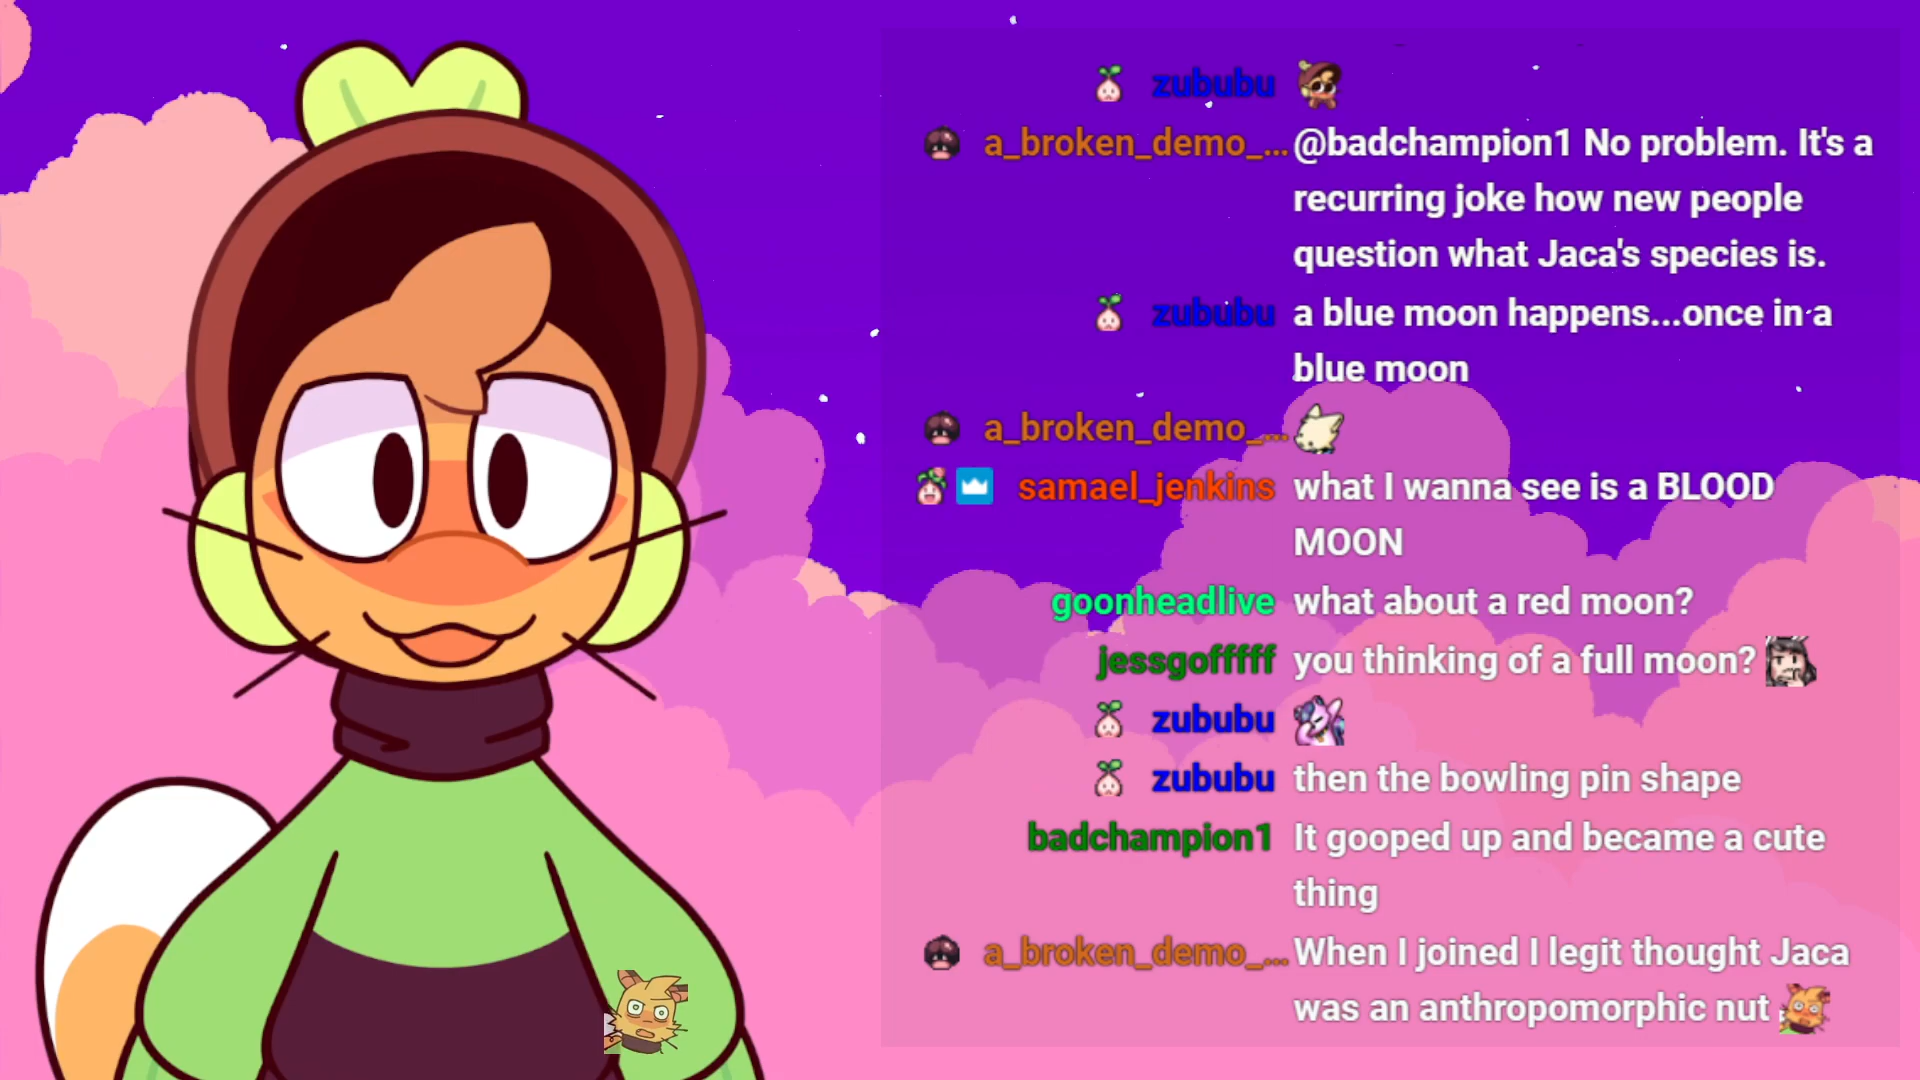 zububu
a_broken_demo_... @badchampion1 No problem. It's a
recurring joke how new people
question what Jaca's species is.
zububu a blue moon happens...once in a
blue moon
a_broken_demo_...
samael_jenkins what I wanna see is a BLOOD
MOON
goonheadlive what about a red moon?
jessgofffff you thinking of a full moon?
zububu
zububu then the bowling pin shape
badchampion1 It gooped up and became a cute
thing
a_broken_demo_... When I joined I legit thought Jaca
was an anthropomorphic nut